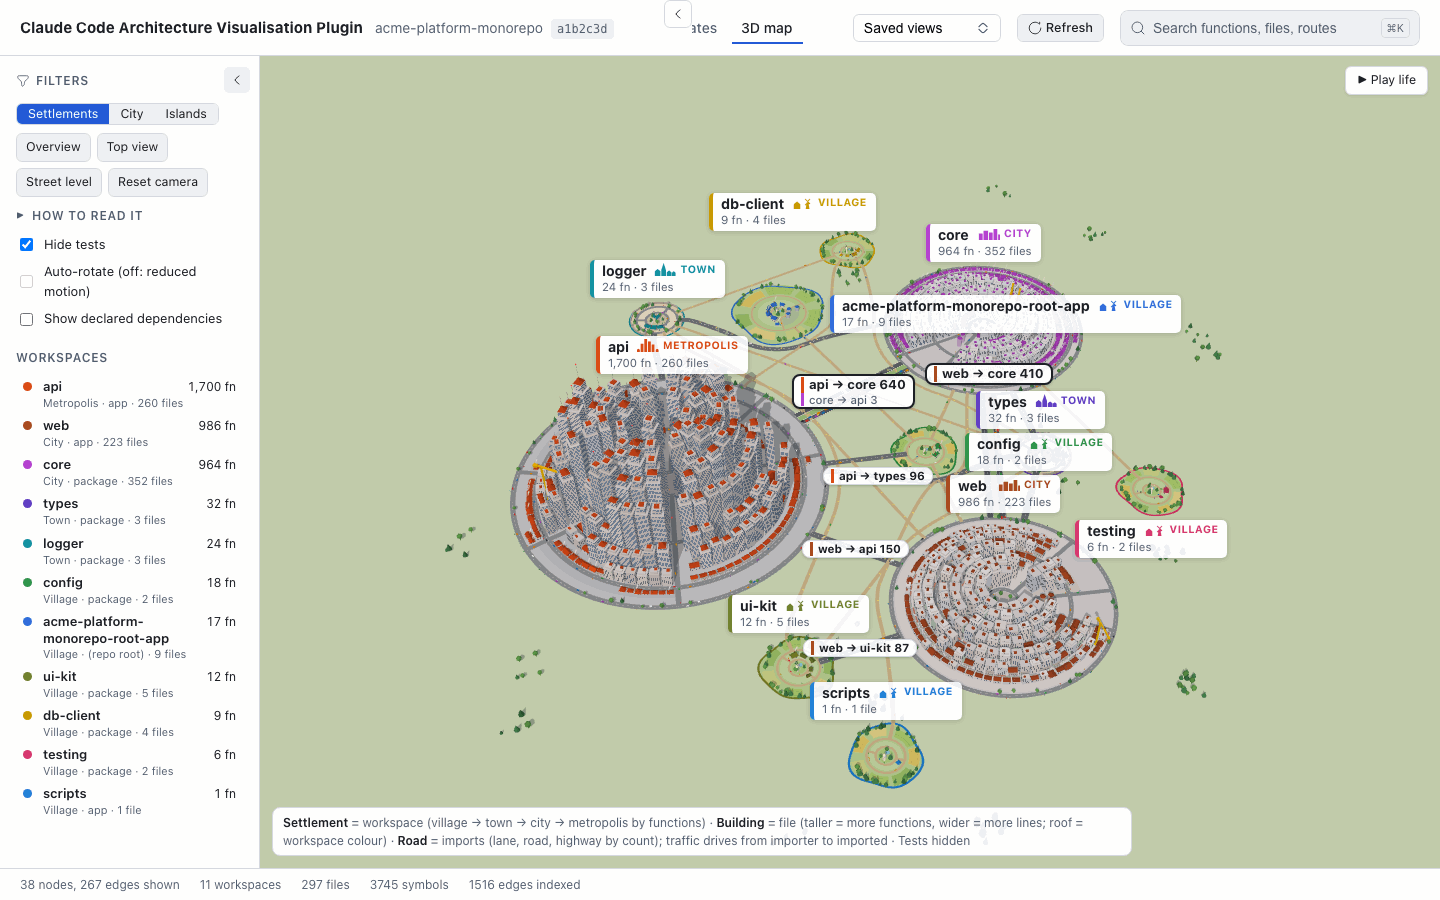 Claude Code Architecture Visualisation Plugin acme-platform-monorepo a1b2c3d
3D map
Saved views
Refresh
Search functions, files, routes ⌘K
FILTERS
Settlements City Islands
Overview Top view
Street level Reset camera
HOW TO READ IT
Hide tests
Auto-rotate (off: reduced
motion)
Show declared dependencies
WORKSPACES
api 1,700 fn
Metropolis · app · 260 files
web 986 fn
City · app · 223 files
core 964 fn
City · package · 352 files
types 32 fn
Town · package · 3 files
logger 24 fn
Town · package · 3 files
config 18 fn
Village · package · 2 files
acme-platform- 17 fn
monorepo-root-app
Village · (repo root) · 9 files
ui-kit 12 fn
Village · package · 5 files
db-client 9 fn
Village · package · 4 files
testing 6 fn
Village · package · 2 files
scripts 1 fn
Village · app · 1 file
Play life
db-client VILLAGE
9 fn · 4 files
core CITY
964 fn · 352 files
logger TOWN
24 fn · 3 files
acme-platform-monorepo-root-app VILLAGE
17 fn · 9 files
api METROPOLIS
1,700 fn · 260 files
web → core 410
api → core 640
core → api 3
types TOWN
32 fn · 3 files
config VILLAGE
18 fn · 2 files
api → types 96
web CITY
986 fn · 223 files
testing VILLAGE
6 fn · 2 files
web → api 150
ui-kit VILLAGE
12 fn · 5 files
web → ui-kit 87
scripts VILLAGE
1 fn · 1 file
Settlement = workspace (village → town → city → metropolis by functions) · Building = file (taller = more functions, wider = more lines; roof =
workspace colour) · Road = imports (lane, road, highway by count); traffic drives from importer to imported · Tests hidden
38 nodes, 267 edges shown 11 workspaces 297 files 3745 symbols 1516 edges indexed